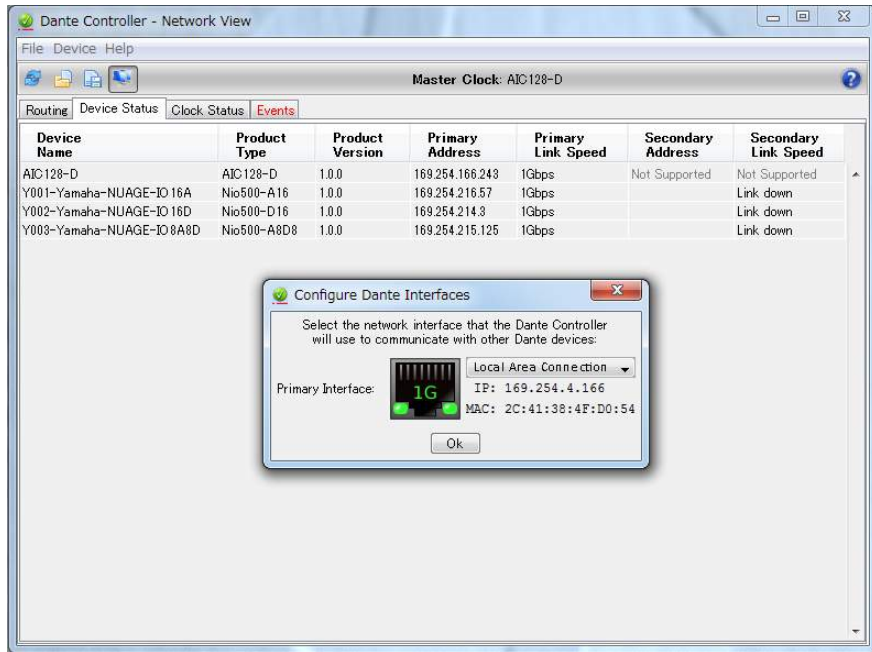 Dante Controller - Network View
File Device Help
Master Clock: AIC128-D
Routing Device Status Clock Status Events
Device Name Product Type Product Version Primary Address Primary Link Speed Secondary Address Secondary Link Speed
AIC128-D AIC128-D 1.0.0 169.254.166.243 1Gbps Not Supported Not Supported
Y001-Yamaha-NUAGE-IO16A Nio500-A16 1.0.0 169.254.216.57 1Gbps Link down
Y002-Yamaha-NUAGE-IO16D Nio500-D16 1.0.0 169.254.214.3 1Gbps Link down
Y003-Yamaha-NUAGE-IO8A8D Nio500-A8D8 1.0.0 169.254.215.125 1Gbps Link down
Configure Dante Interfaces
Select the network interface that the Dante Controller
will use to communicate with other Dante devices:
Local Area Connection
Primary Interface: 1G IP: 169.254.4.166
MAC: 2C:41:38:4F:D0:54
Ok